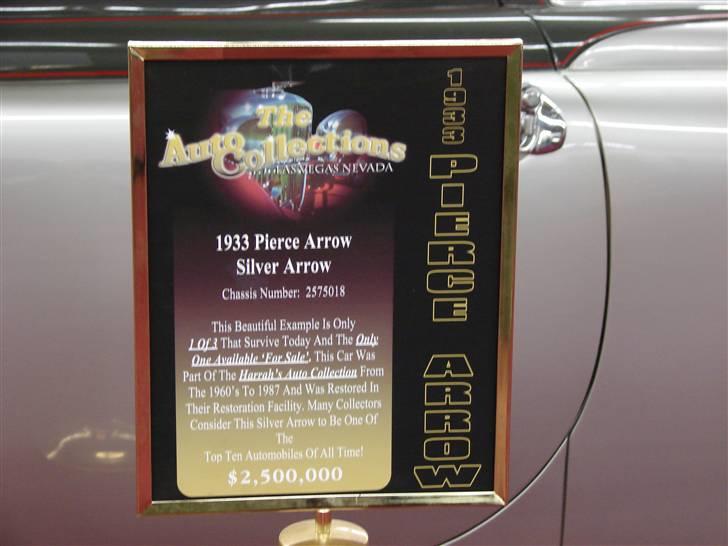 The
Auto Collections
LAS VEGAS NEVADA
1933 Pierce Arrow
Silver Arrow
Chassis Number: 2575018
This Beautiful Example Is Only
1 Of 3 That Survive Today And The Only
One Available 'For Sale', This Car Was
Part Of The Harrah's Auto Collection From
The 1960's To 1987 And Was Restored In
Their Restoration Facility. Many Collectors
Consider This Silver Arrow to Be One Of
The
Top Ten Automobiles Of All Time!
$2,500,000
1933 PIERCE ARROW